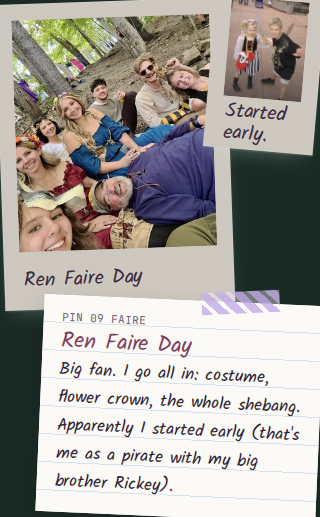 Started
early.
Ren Faire Day
PIN 09 FAIRE
Ren Faire Day
Big fan. I go all in: costume,
flower crown, the whole shebang.
Apparently I started early (that's
me as a pirate with my big
brother Rickey).